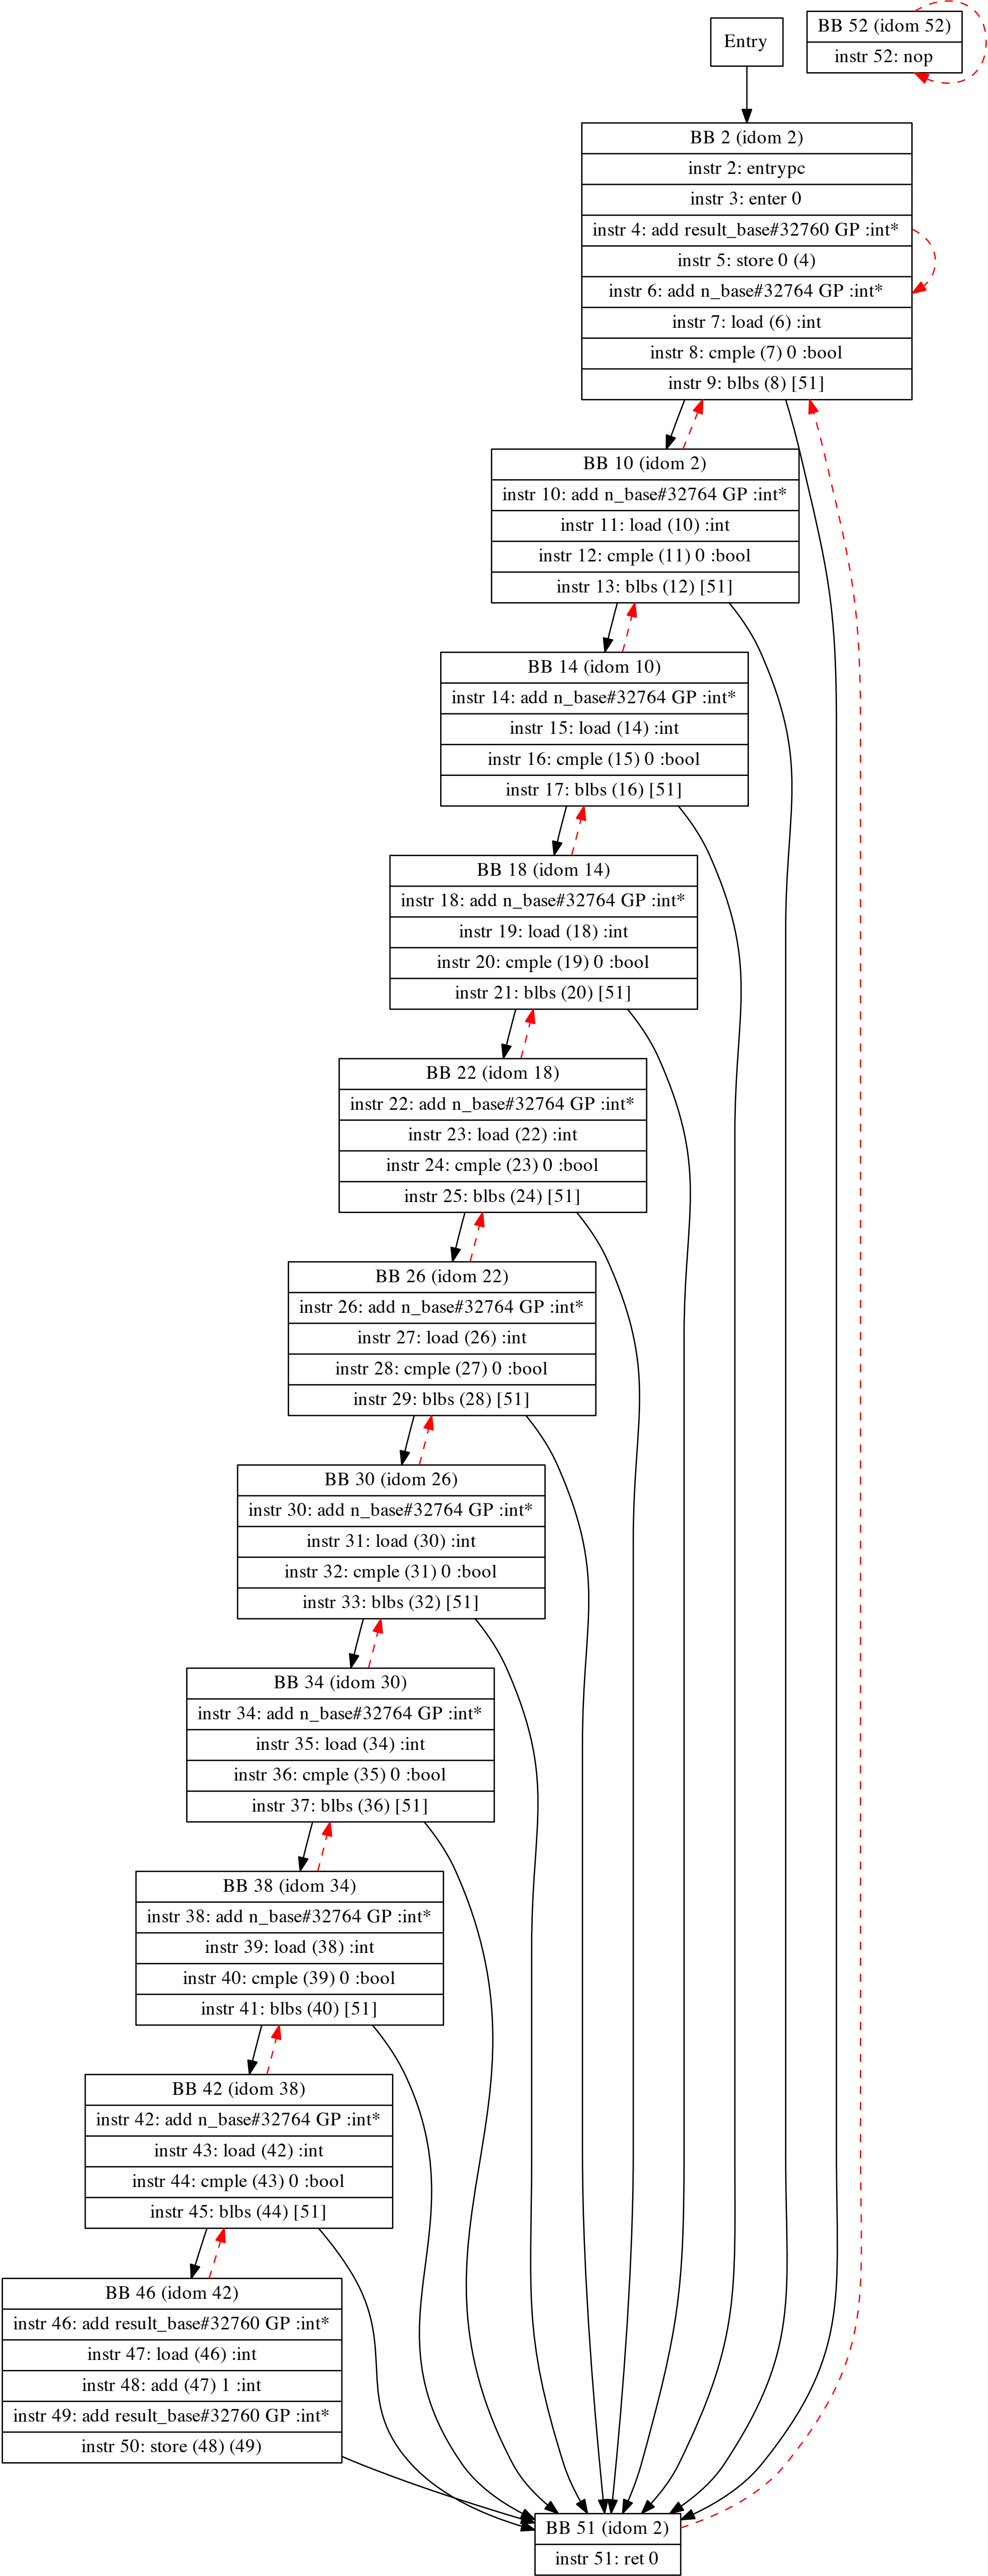 Entry
BB 52 (idom 52)
instr 52: nop
BB 2 (idom 2)
instr 2: entrypc
instr 3: enter 0
instr 4: add result_base#32760 GP :int*
instr 5: store 0 (4)
instr 6: add n_base#32764 GP :int*
instr 7: load (6) :int
instr 8: cmple (7) 0 :bool
instr 9: blbs (8) [51]
BB 10 (idom 2)
instr 10: add n_base#32764 GP :int*
instr 11: load (10) :int
instr 12: cmple (11) 0 :bool
instr 13: blbs (12) [51]
BB 14 (idom 10)
instr 14: add n_base#32764 GP :int*
instr 15: load (14) :int
instr 16: cmple (15) 0 :bool
instr 17: blbs (16) [51]
BB 18 (idom 14)
instr 18: add n_base#32764 GP :int*
instr 19: load (18) :int
instr 20: cmple (19) 0 :bool
instr 21: blbs (20) [51]
BB 22 (idom 18)
instr 22: add n_base#32764 GP :int*
instr 23: load (22) :int
instr 24: cmple (23) 0 :bool
instr 25: blbs (24) [51]
BB 26 (idom 22)
instr 26: add n_base#32764 GP :int*
instr 27: load (26) :int
instr 28: cmple (27) 0 :bool
instr 29: blbs (28) [51]
BB 30 (idom 26)
instr 30: add n_base#32764 GP :int*
instr 31: load (30) :int
instr 32: cmple (31) 0 :bool
instr 33: blbs (32) [51]
BB 34 (idom 30)
instr 34: add n_base#32764 GP :int*
instr 35: load (34) :int
instr 36: cmple (35) 0 :bool
instr 37: blbs (36) [51]
BB 38 (idom 34)
instr 38: add n_base#32764 GP :int*
instr 39: load (38) :int
instr 40: cmple (39) 0 :bool
instr 41: blbs (40) [51]
BB 42 (idom 38)
instr 42: add n_base#32764 GP :int*
instr 43: load (42) :int
instr 44: cmple (43) 0 :bool
instr 45: blbs (44) [51]
BB 46 (idom 42)
instr 46: add result_base#32760 GP :int*
instr 47: load (46) :int
instr 48: add (47) 1 :int
instr 49: add result_base#32760 GP :int*
instr 50: store (48) (49)
BB 51 (idom 2)
instr 51: ret 0